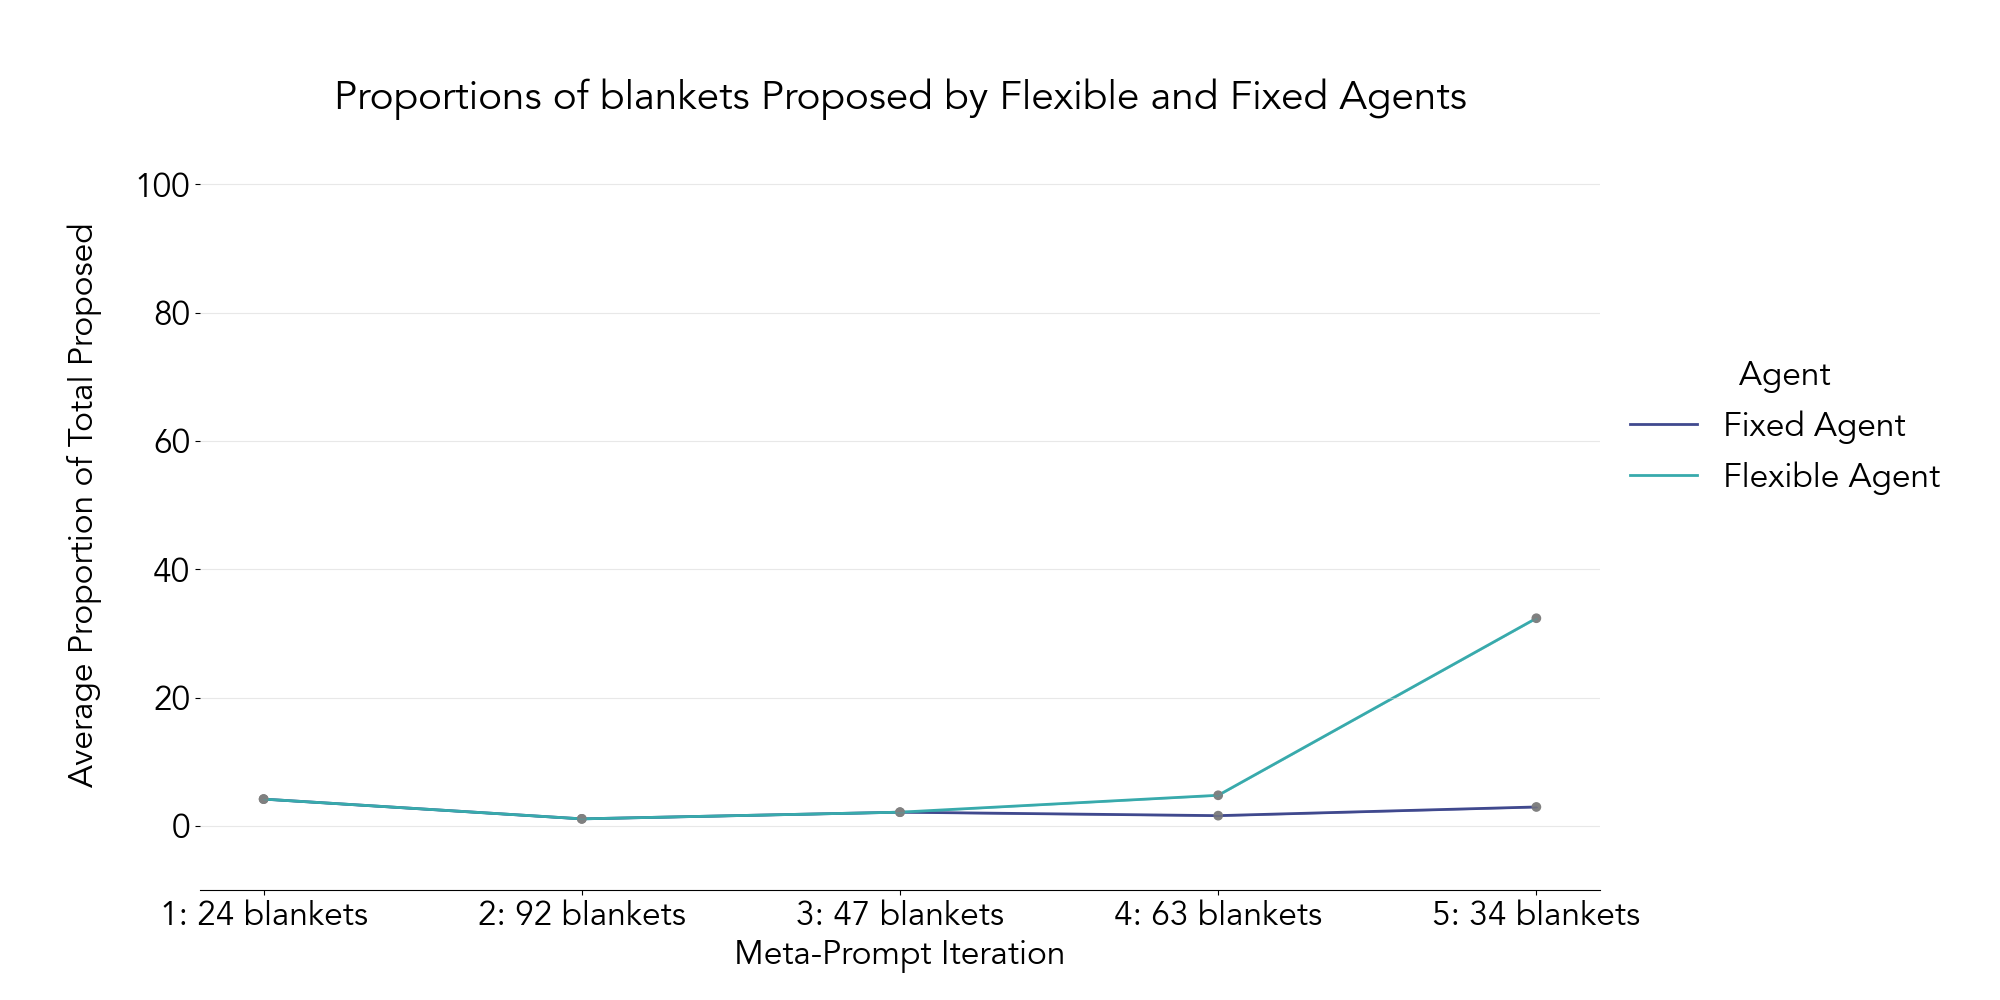 Proportions of blankets Proposed by Flexible and Fixed Agents
Average Proportion of Total Proposed
100
80
60
40
20
0
1: 24 blankets
2: 92 blankets
3: 47 blankets
4: 63 blankets
5: 34 blankets
Meta-Prompt Iteration
Agent
Fixed Agent
Flexible Agent